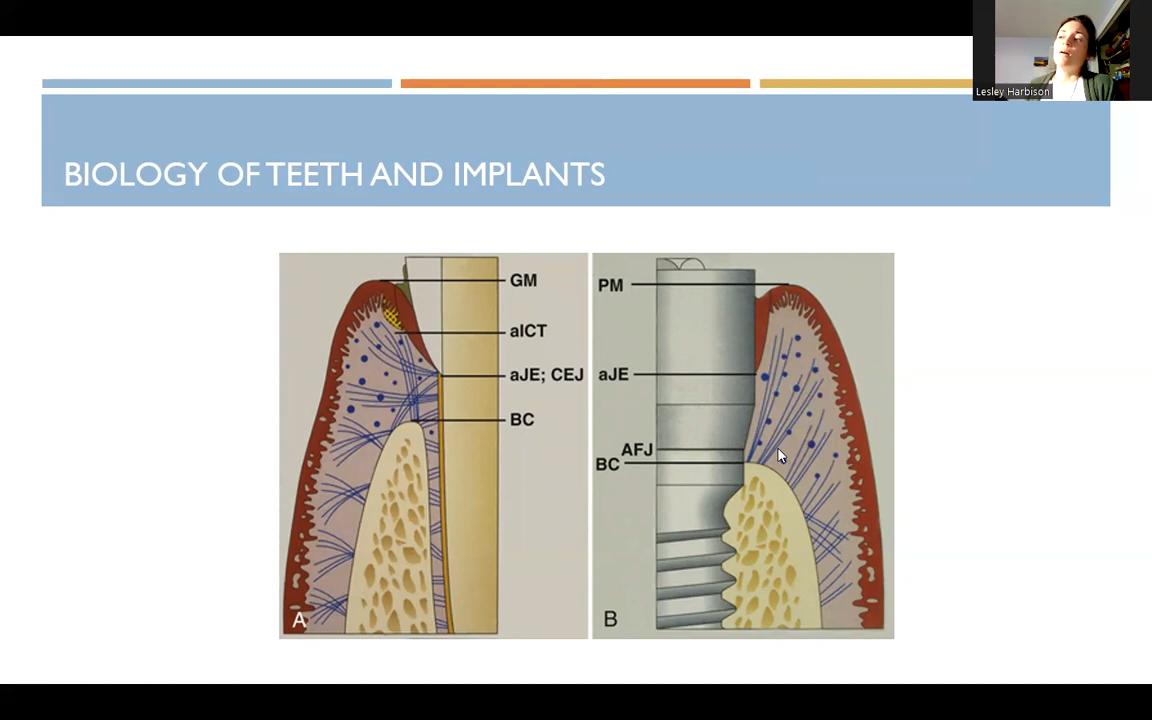 Lesley Harbison
BIOLOGY OF TEETH AND IMPLANTS
GM
aICT
aJE; CEJ
BC
A
PM
aJE
AFJ
BC
B